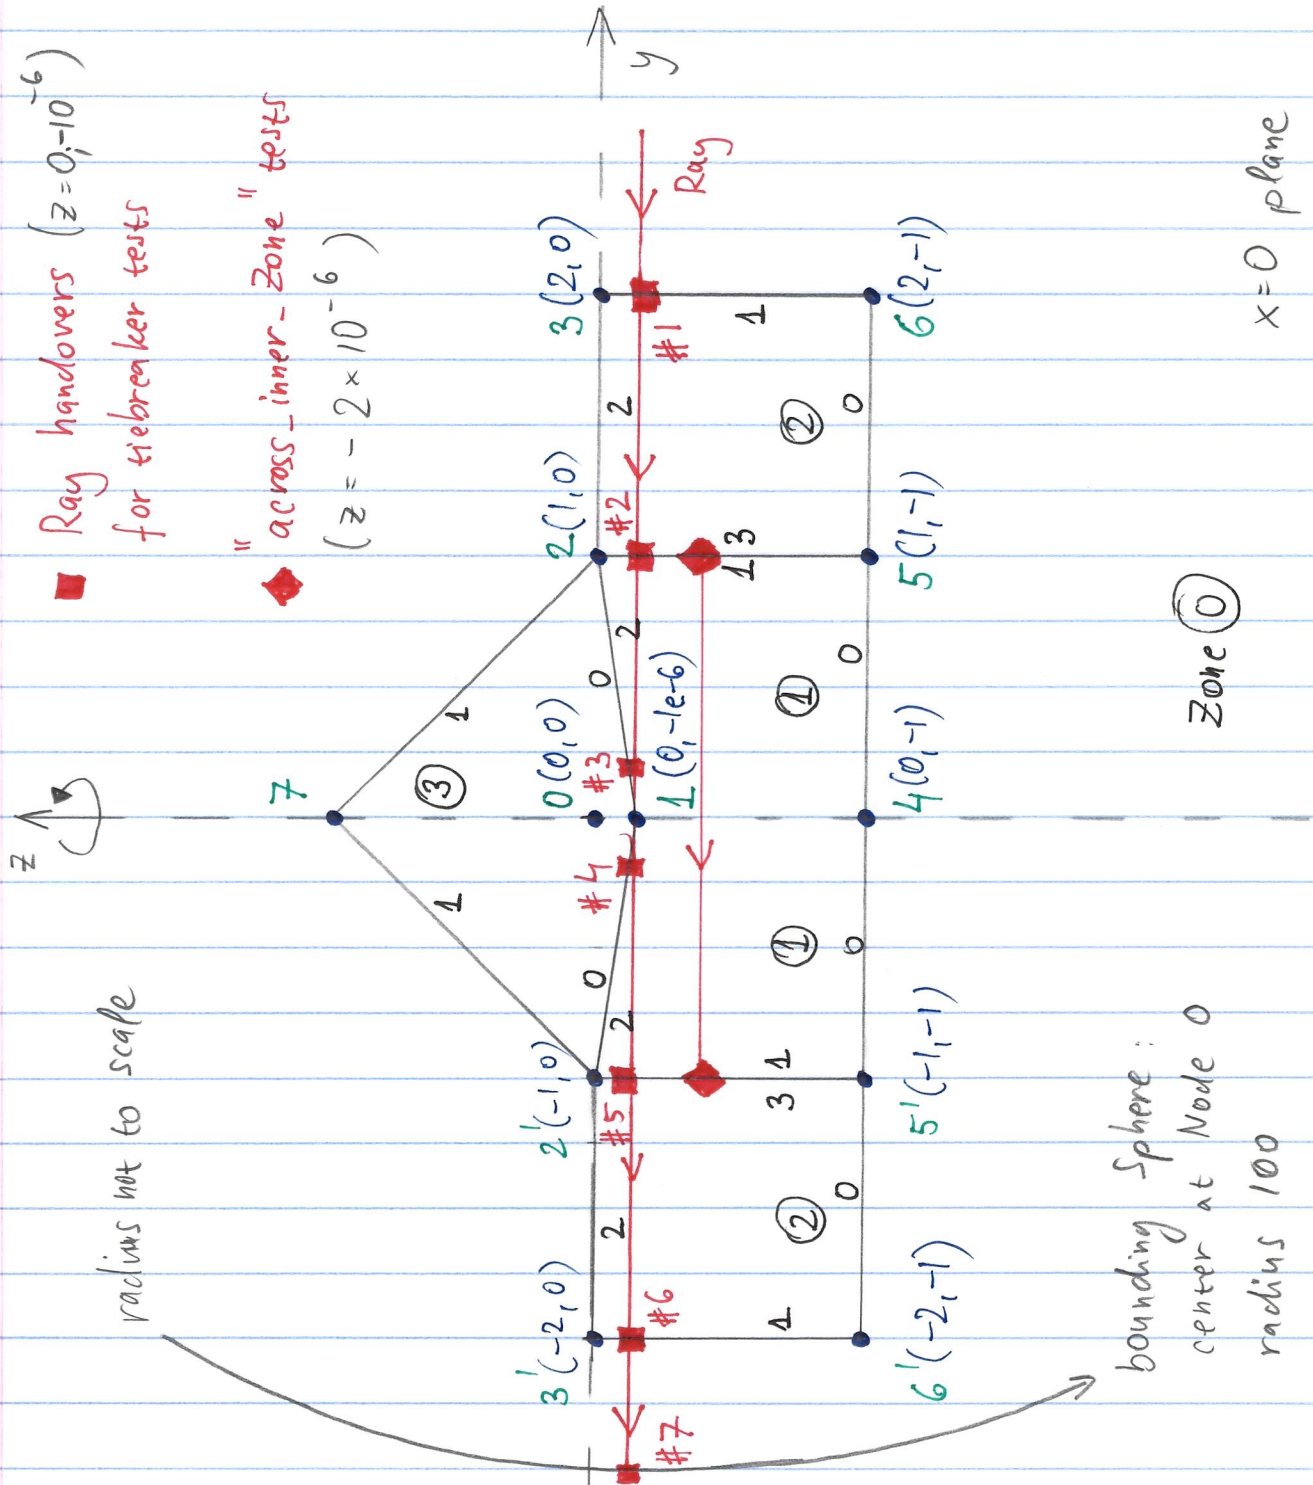 ■ Ray handovers (z=0;-10⁻⁶)
for tiebreaker tests
◆ "across_inner_zone" tests
(z = -2×10⁻⁶)
radius not to scale
z
y
Ray
7
1
1
③
3'(-2,0)
2'(-1,0)
0(0,0)
2(1,0)
3(2,0)
2
0
0
2
2
2
#7
#6
#5
#4
#3
#2
#1
1(0,-1e-6)
1
3
1
1
3
1
②
①
①
②
0
0
0
0
6'(-2,-1)
5'(-1,-1)
4(0,-1)
5(1,-1)
6(2,-1)
bounding sphere:
center at Node 0
radius 100
Zone ⓪
x=0 plane